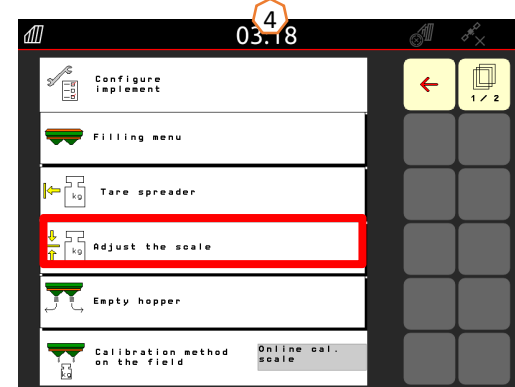 4
03.18
Configure
implement
1 / 2
Filling menu
kg
Tare spreader
kg
Adjust the scale
Empty hopper
Calibration method
on the field
Online cal.
scale
kg